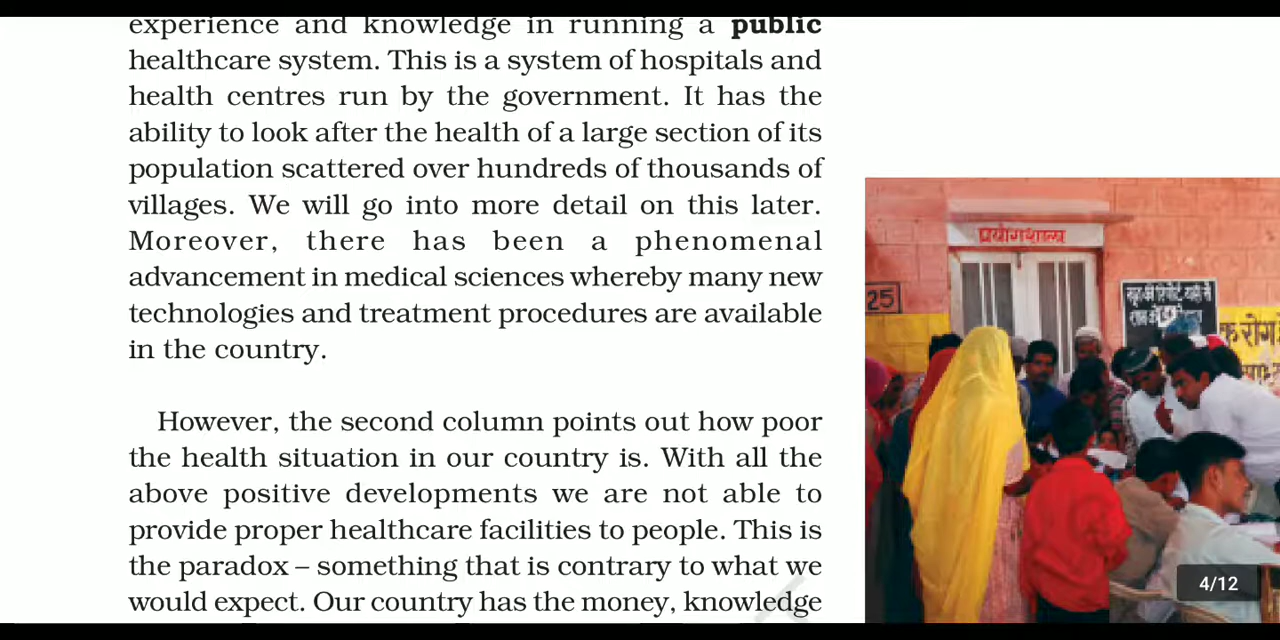 experience and knowledge in running a public
healthcare system. This is a system of hospitals and
health centres run by the government. It has the
ability to look after the health of a large section of its
population scattered over hundreds of thousands of
villages. We will go into more detail on this later.
Moreover, there has been a phenomenal
advancement in medical sciences whereby many new
technologies and treatment procedures are available
in the country.
However, the second column points out how poor
the health situation in our country is. With all the
above positive developments we are not able to
provide proper healthcare facilities to people. This is
the paradox – something that is contrary to what we
would expect. Our country has the money, knowledge
प्रयोगशाला
25
4/12